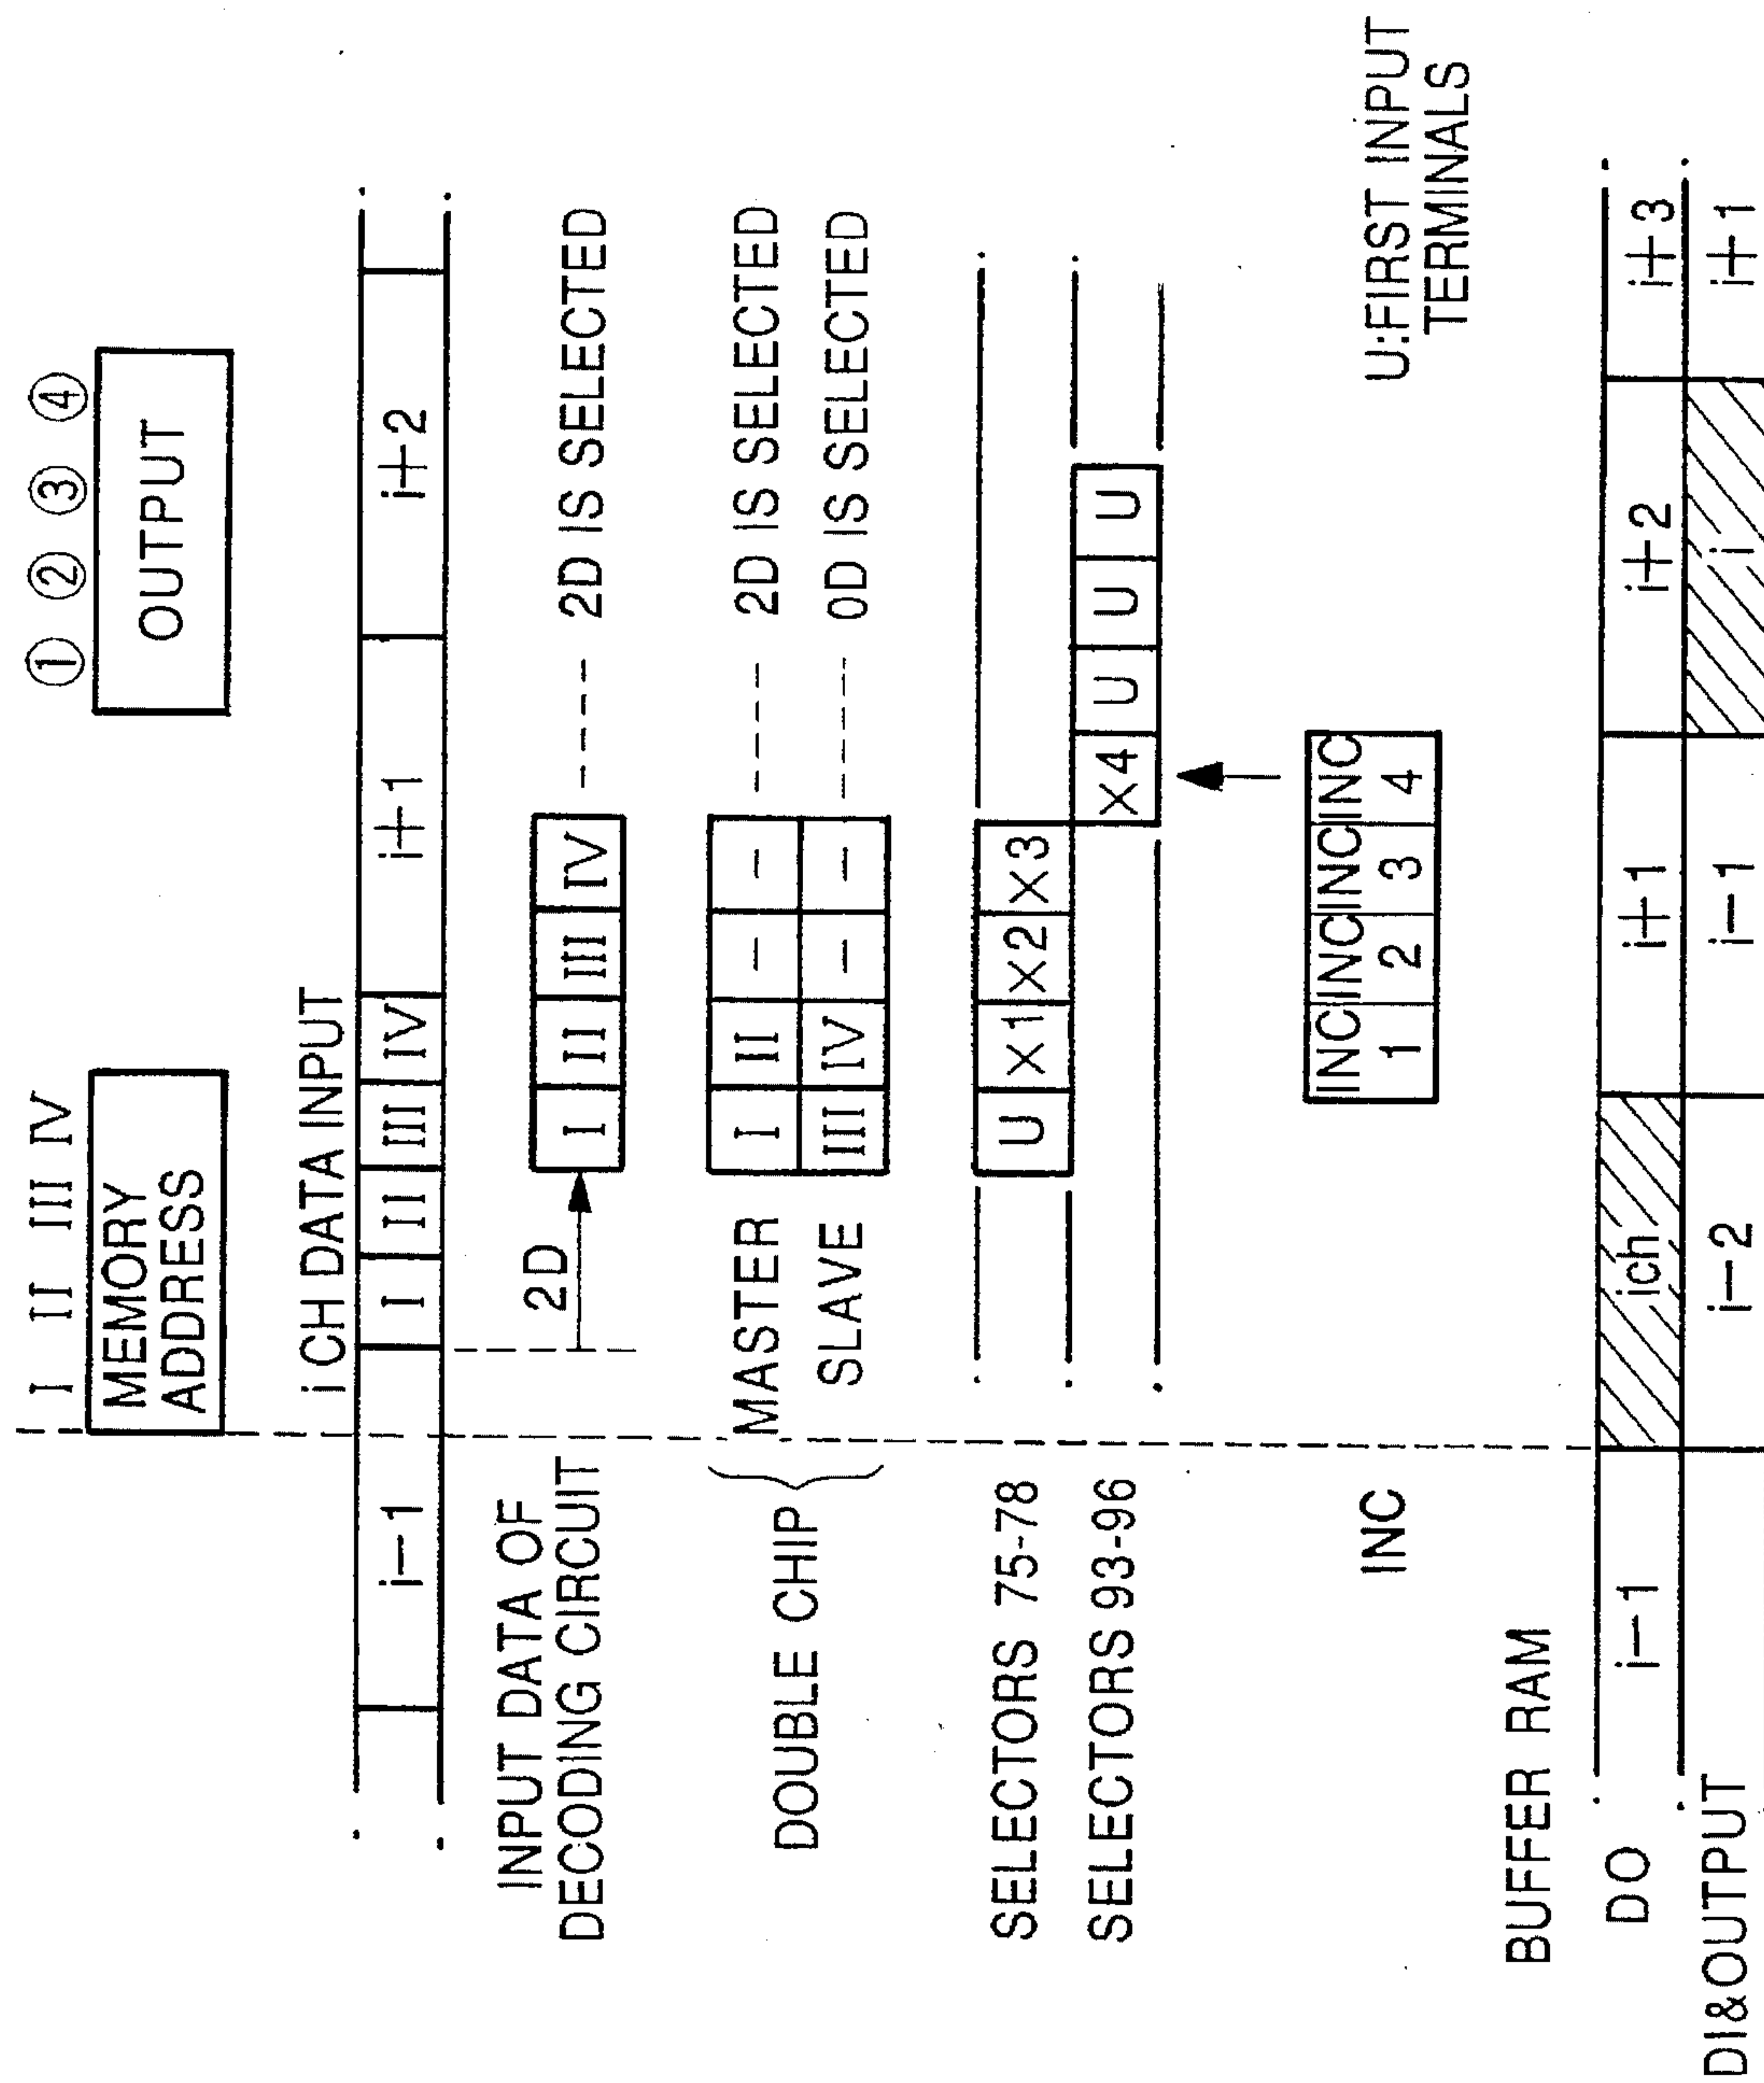 I II III IV
① ② ③ ④
MEMORY
ADDRESS
OUTPUT
i CH DATA INPUT
i−1 I II III IV i+1 i+2
INPUT DATA OF
DECODING CIRCUIT
2D
I II III IV
2D IS SELECTED
DOUBLE CHIP
MASTER
I II − −
2D IS SELECTED
SLAVE
III IV − −
0D IS SELECTED
SELECTORS 75-78
U ×1 ×2 ×3
SELECTORS 93-96
×4 U U U
INC
INC INC INC INC
1 2 3 4
U:FIRST INPUT
TERMINALS
BUFFER RAM
DO
i−1 ich i+1 i+2 i+3
DI&OUTPUT
i−2 i−1 i i+1